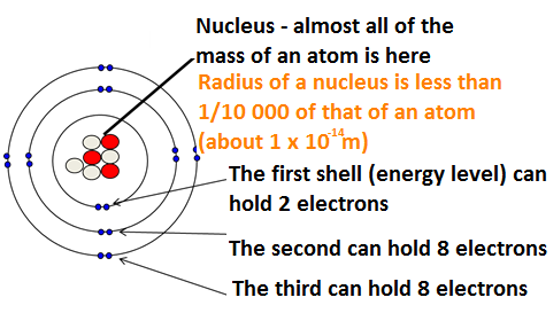 Nucleus - almost all of the
mass of an atom is here
Radius of a nucleus is less than
1/10 000 of that of an atom
(about 1 x 10⁻¹⁴m)
The first shell (energy level) can
hold 2 electrons
The second can hold 8 electrons
The third can hold 8 electrons